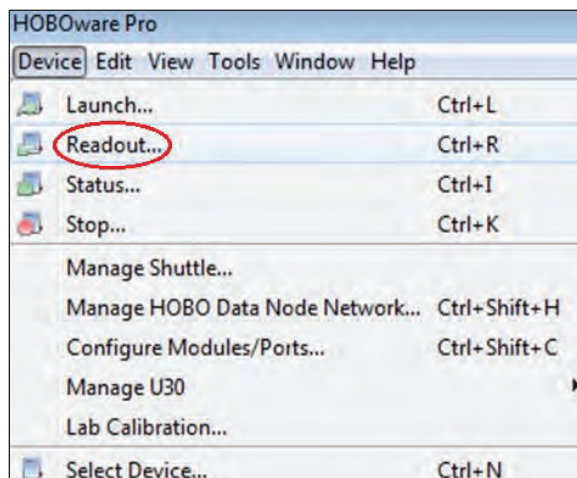 HOBOware Pro
Device Edit View Tools Window Help
Launch... Ctrl+L
Readout... Ctrl+R
Status... Ctrl+I
Stop... Ctrl+K
Manage Shuttle...
Manage HOBO Data Node Network... Ctrl+Shift+H
Configure Modules/Ports... Ctrl+Shift+C
Manage U30
Lab Calibration...
Select Device... Ctrl+N